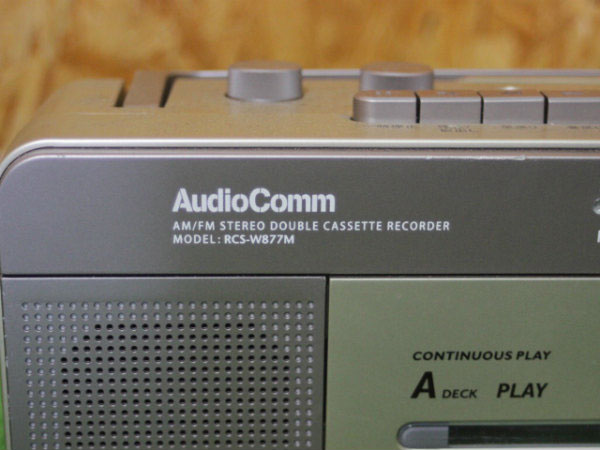 AudioComm
AM/FM STEREO DOUBLE CASSETTE RECORDER
MODEL: RCS-W877M
CONTINUOUS PLAY
A DECK PLAY